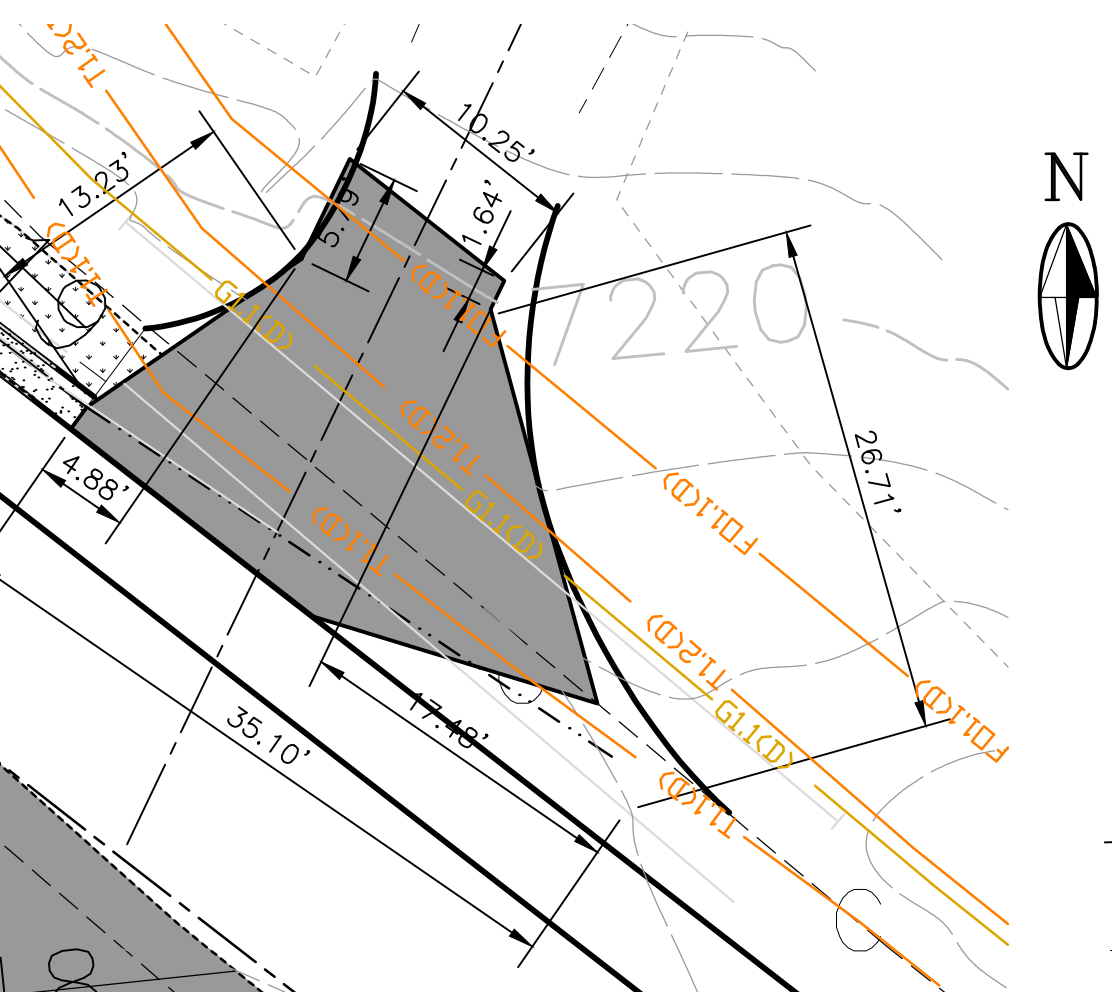 T1.2(
10.25'
N
13.23'
5.79'
1.64'
T1.1(D)
G1.1(D)
FO1.1(D)
7220
T1.2(D)
26.71'
4.88'
G1.1(D)
FO1.1(D)
T1.1(D)
T1.2(D)
FO1.1(D)
G1.1(D)
17.48'
35.10'
T1.1(D)